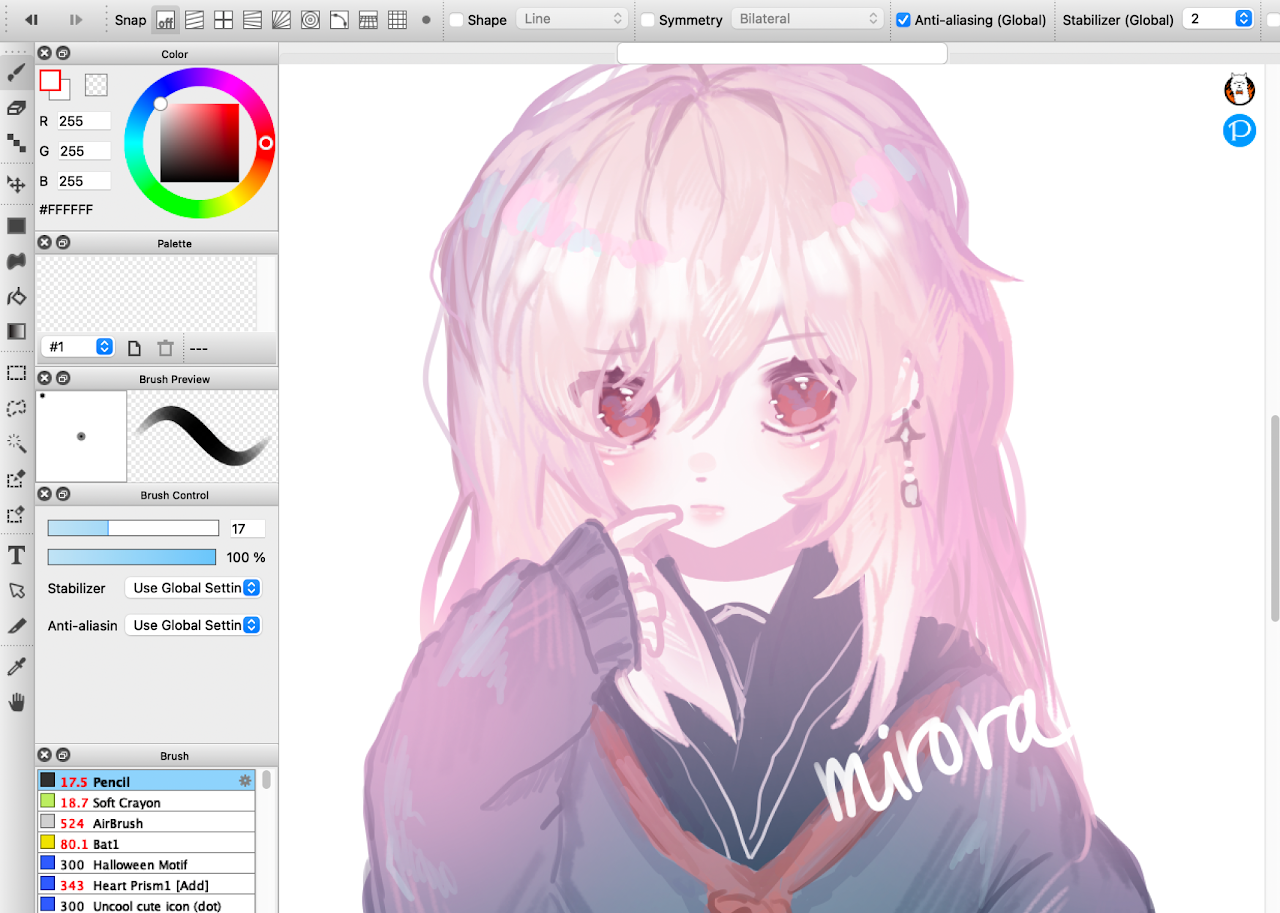 Snap off Shape Line Symmetry Bilateral Anti-aliasing (Global) Stabilizer (Global) 2
Color
R 255
G 255
B 255
#FFFFFF
Palette
#1 ---
Brush Preview
Brush Control
17
100 %
Stabilizer Use Global Settin
Anti-aliasin Use Global Settin
Brush
17.5 Pencil
18.7 Soft Crayon
524 AirBrush
80.1 Bat1
300 Halloween Motif
343 Heart Prism1 [Add]
300 Uncool cute icon (dot)
T
P
mirora